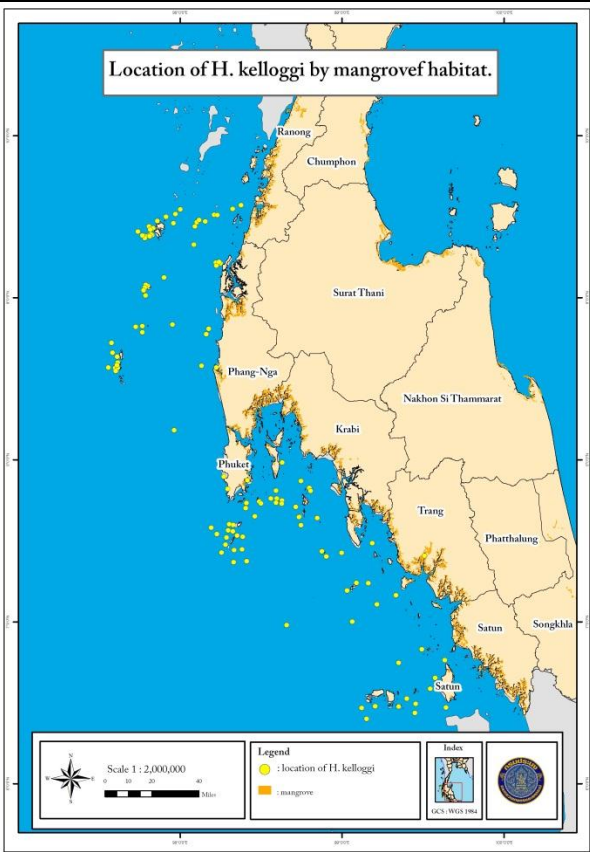 Location of H. kelloggi by mangrovef habitat.
Ranong
Chumphon
Surat Thani
Phang-Nga
Nakhon Si Thammarat
Krabi
Phuket
Trang
Phatthalung
Satun
Songkhla
Satun
N
W
E
S
Scale 1 : 2,000,000
0 10 20 40
Miles
Legend
: location of H. kelloggi
: mangrove
Index
GCS : WGS 1984